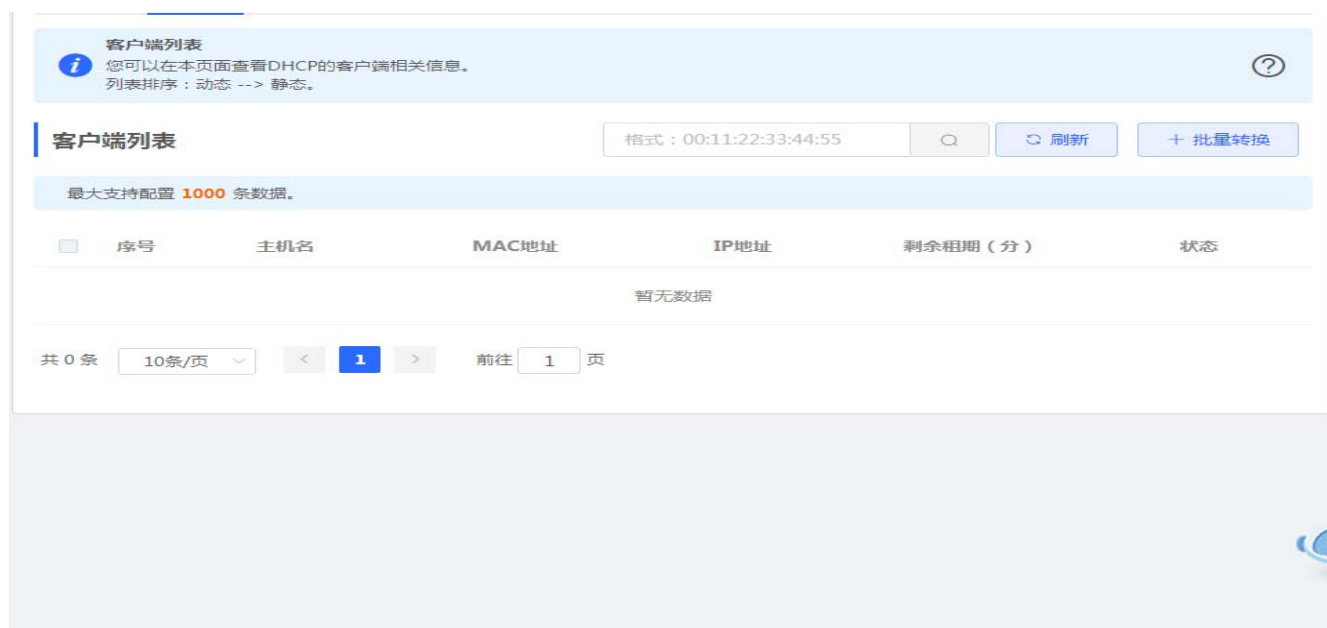 客户端列表
您可以在本页面查看DHCP的客户端相关信息。
列表排序：动态 --> 静态。
客户端列表
格式：00:11:22:33:44:55
刷新
+ 批量转换
最大支持配置 1000 条数据。
序号 主机名 MAC地址 IP地址 剩余租期（分） 状态
暂无数据
共 0 条 10条/页 < 1 > 前往 1 页